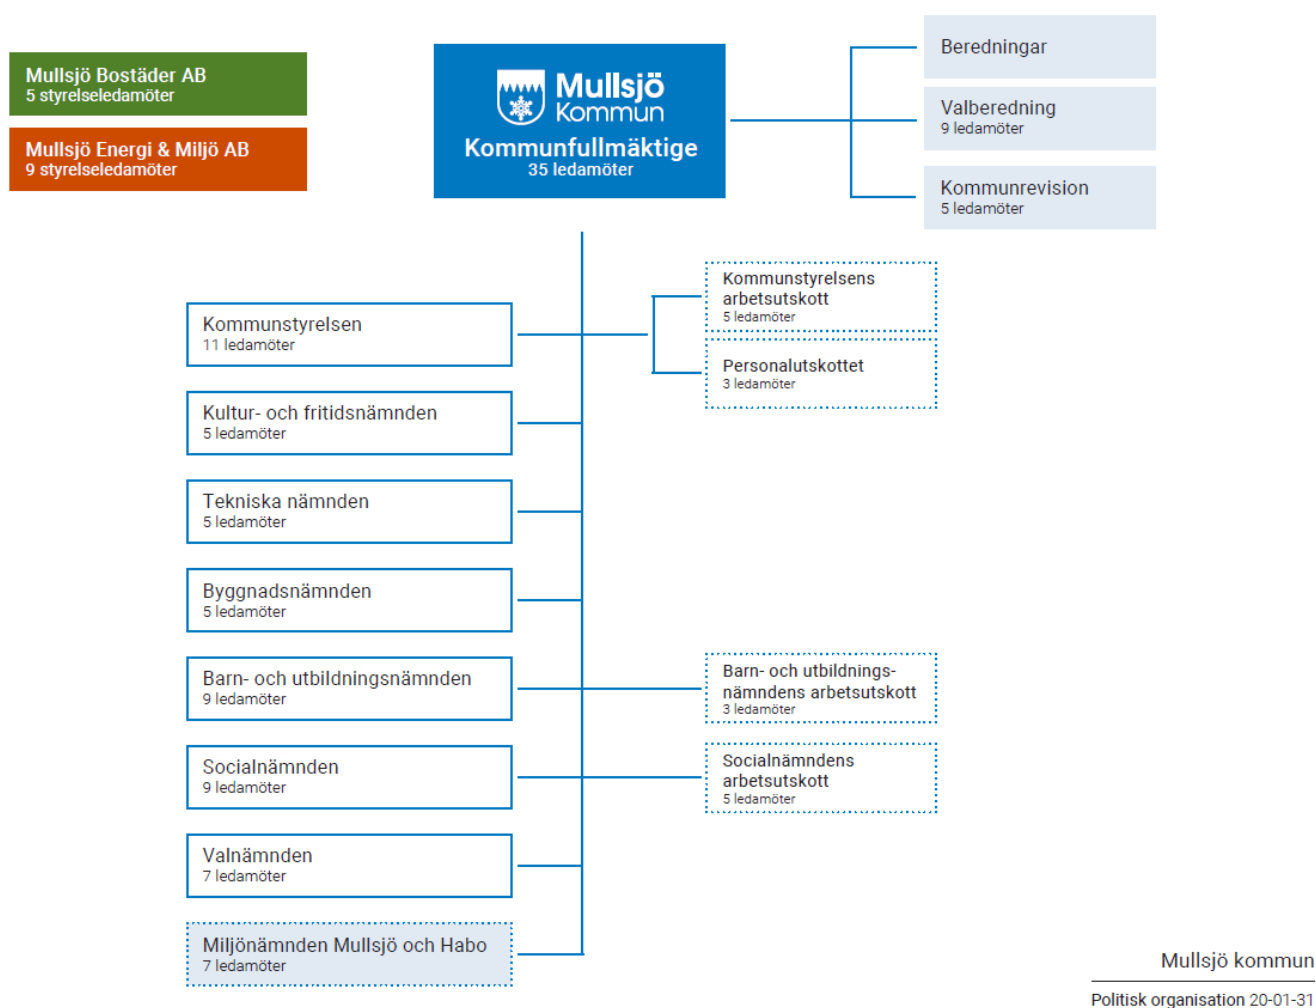 Mullsjö Bostäder AB
5 styrelseledamöter
Mullsjö Energi & Miljö AB
9 styrelseledamöter
Mullsjö
Kommun
Kommunfullmäktige
35 ledamöter
Beredningar
Valberedning
9 ledamöter
Kommunrevision
5 ledamöter
Kommunstyrelsen
11 ledamöter
Kommunstyrelsens
arbetsutskott
5 ledamöter
Personalutskottet
3 ledamöter
Kultur- och fritidsnämnden
5 ledamöter
Tekniska nämnden
5 ledamöter
Byggnadsnämnden
5 ledamöter
Barn- och utbildningsnämnden
9 ledamöter
Barn- och utbildnings-
nämndens arbetsutskott
3 ledamöter
Socialnämnden
9 ledamöter
Socialnämndens
arbetsutskott
5 ledamöter
Valnämnden
7 ledamöter
Miljönämnden Mullsjö och Habo
7 ledamöter
Mullsjö kommun
Politisk organisation 20-01-31